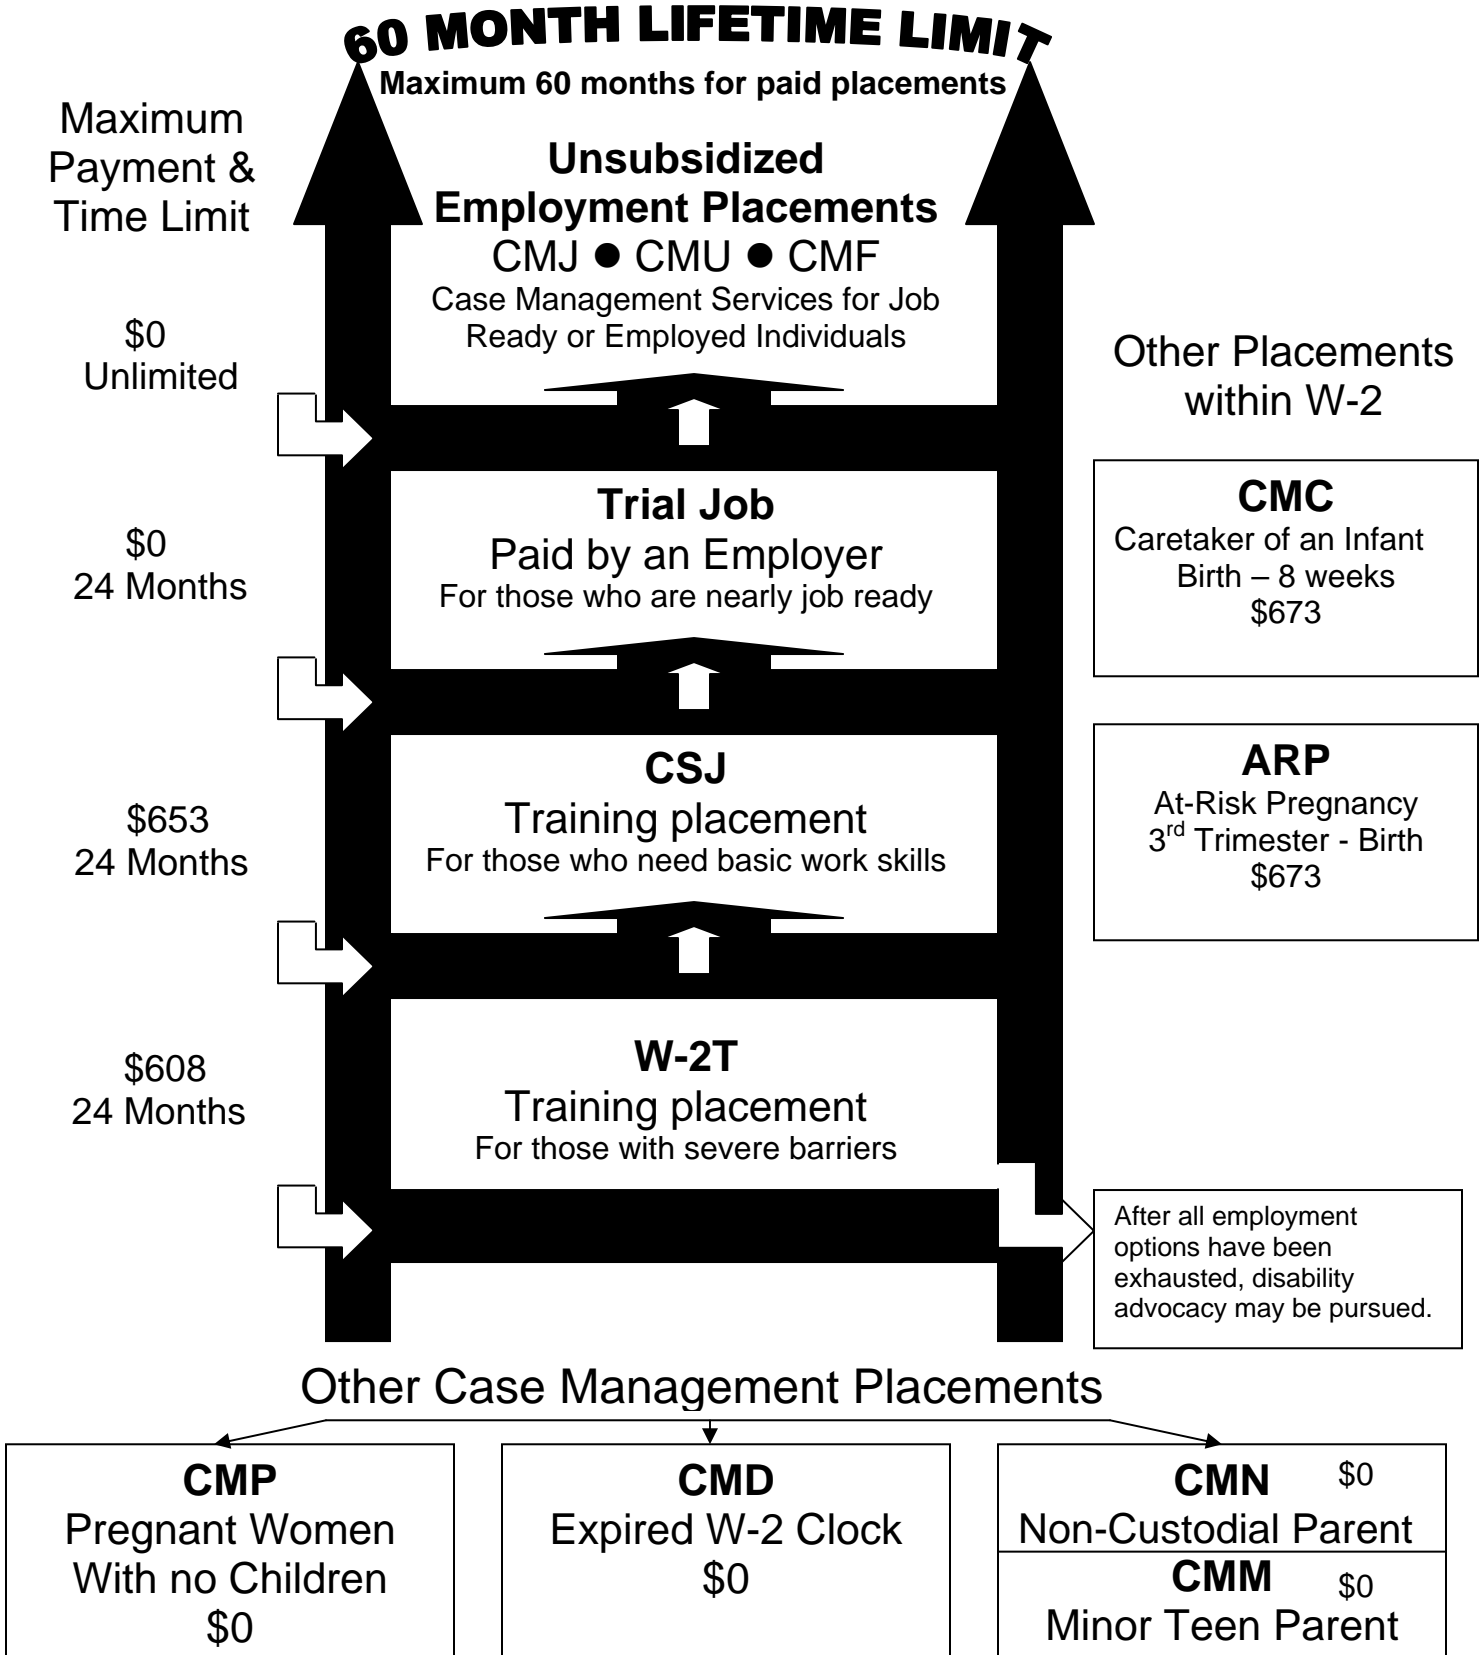 60 MONTH LIFETIME LIMIT
Maximum 60 months for paid placements
Maximum
Payment &
Time Limit
Unsubsidized
Employment Placements
CMJ ● CMU ● CMF
Case Management Services for Job
Ready or Employed Individuals
$0
Unlimited
Trial Job
Paid by an Employer
For those who are nearly job ready
$0
24 Months
CSJ
Training placement
For those who need basic work skills
$653
24 Months
W-2T
Training placement
For those with severe barriers
$608
24 Months
Other Placements
within W-2
CMC
Caretaker of an Infant
Birth – 8 weeks
$673
ARP
At-Risk Pregnancy
3rd Trimester - Birth
$673
After all employment
options have been
exhausted, disability
advocacy may be pursued.
Other Case Management Placements
CMP
Pregnant Women
With no Children
$0
CMD
Expired W-2 Clock
$0
CMN $0
Non-Custodial Parent
CMM $0
Minor Teen Parent